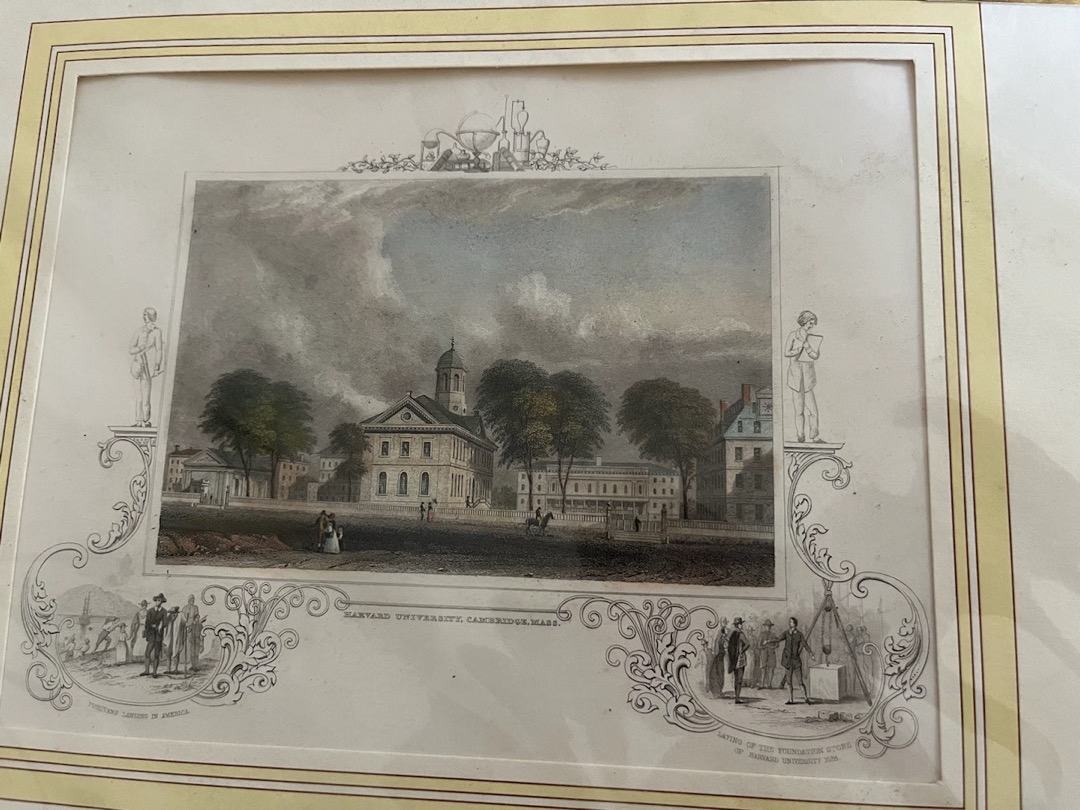 HARVARD UNIVERSITY, CAMBRIDGE, MASS.
PURITANS LANDING IN AMERICA
LAYING OF THE FOUNDATION STONE
OF HARVARD UNIVERSITY